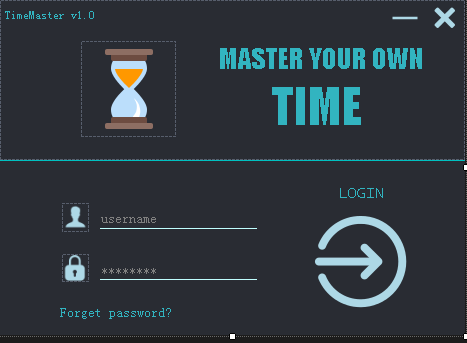 TimeMaster v1.0
MASTER YOUR OWN
TIME
LOGIN
username
********
Forget password?